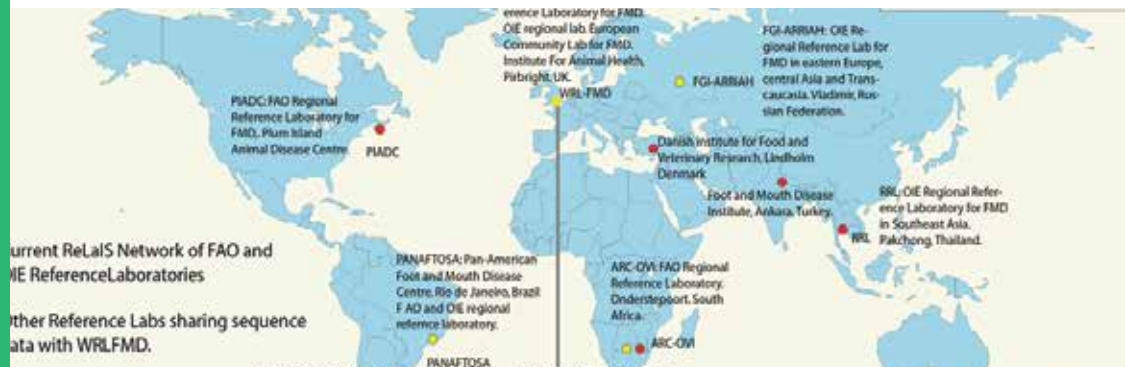 erence Laboratory for FMD.
OIE regional lab. European
Community Lab for FMD.
Institute For Animal Health,
Pirbright, UK.
WRL-FMD
FGI-ARRIAH: OIE Re-
gional Reference Lab for
FMD in eastern Europe,
central Asia and Trans-
caucasia. Vladimir, Rus-
sian Federation.
FGI-ARRIAH
PIADC: FAO Regional
Reference Laboratory for
FMD, Plum Island
Animal Disease Centre
PIADC
Danish institute for Food and
Veterinary Research, Lindholm
Denmark
Foot and Mouth Disease
Institute, Ankara, Turkey.
RRL: OIE Regional Refer-
ence Laboratory for FMD
in Southeast Asia.
Pakchong, Thailand.
RRL
urrent ReLaIS Network of FAO and
IE ReferenceLaboratories
ther Reference Labs sharing sequence
ata with WRLFMD.
PANAFTOSA: Pan-American
Foot and Mouth Disease
Centre, Rio de Janeiro, Brazil
F AO and OIE regional
refernce laboratory.
PANAFTOSA
ARC-OVI: FAO Regional
Reference Laboratory.
Onderstepoort, South
Africa.
ARC-OVI